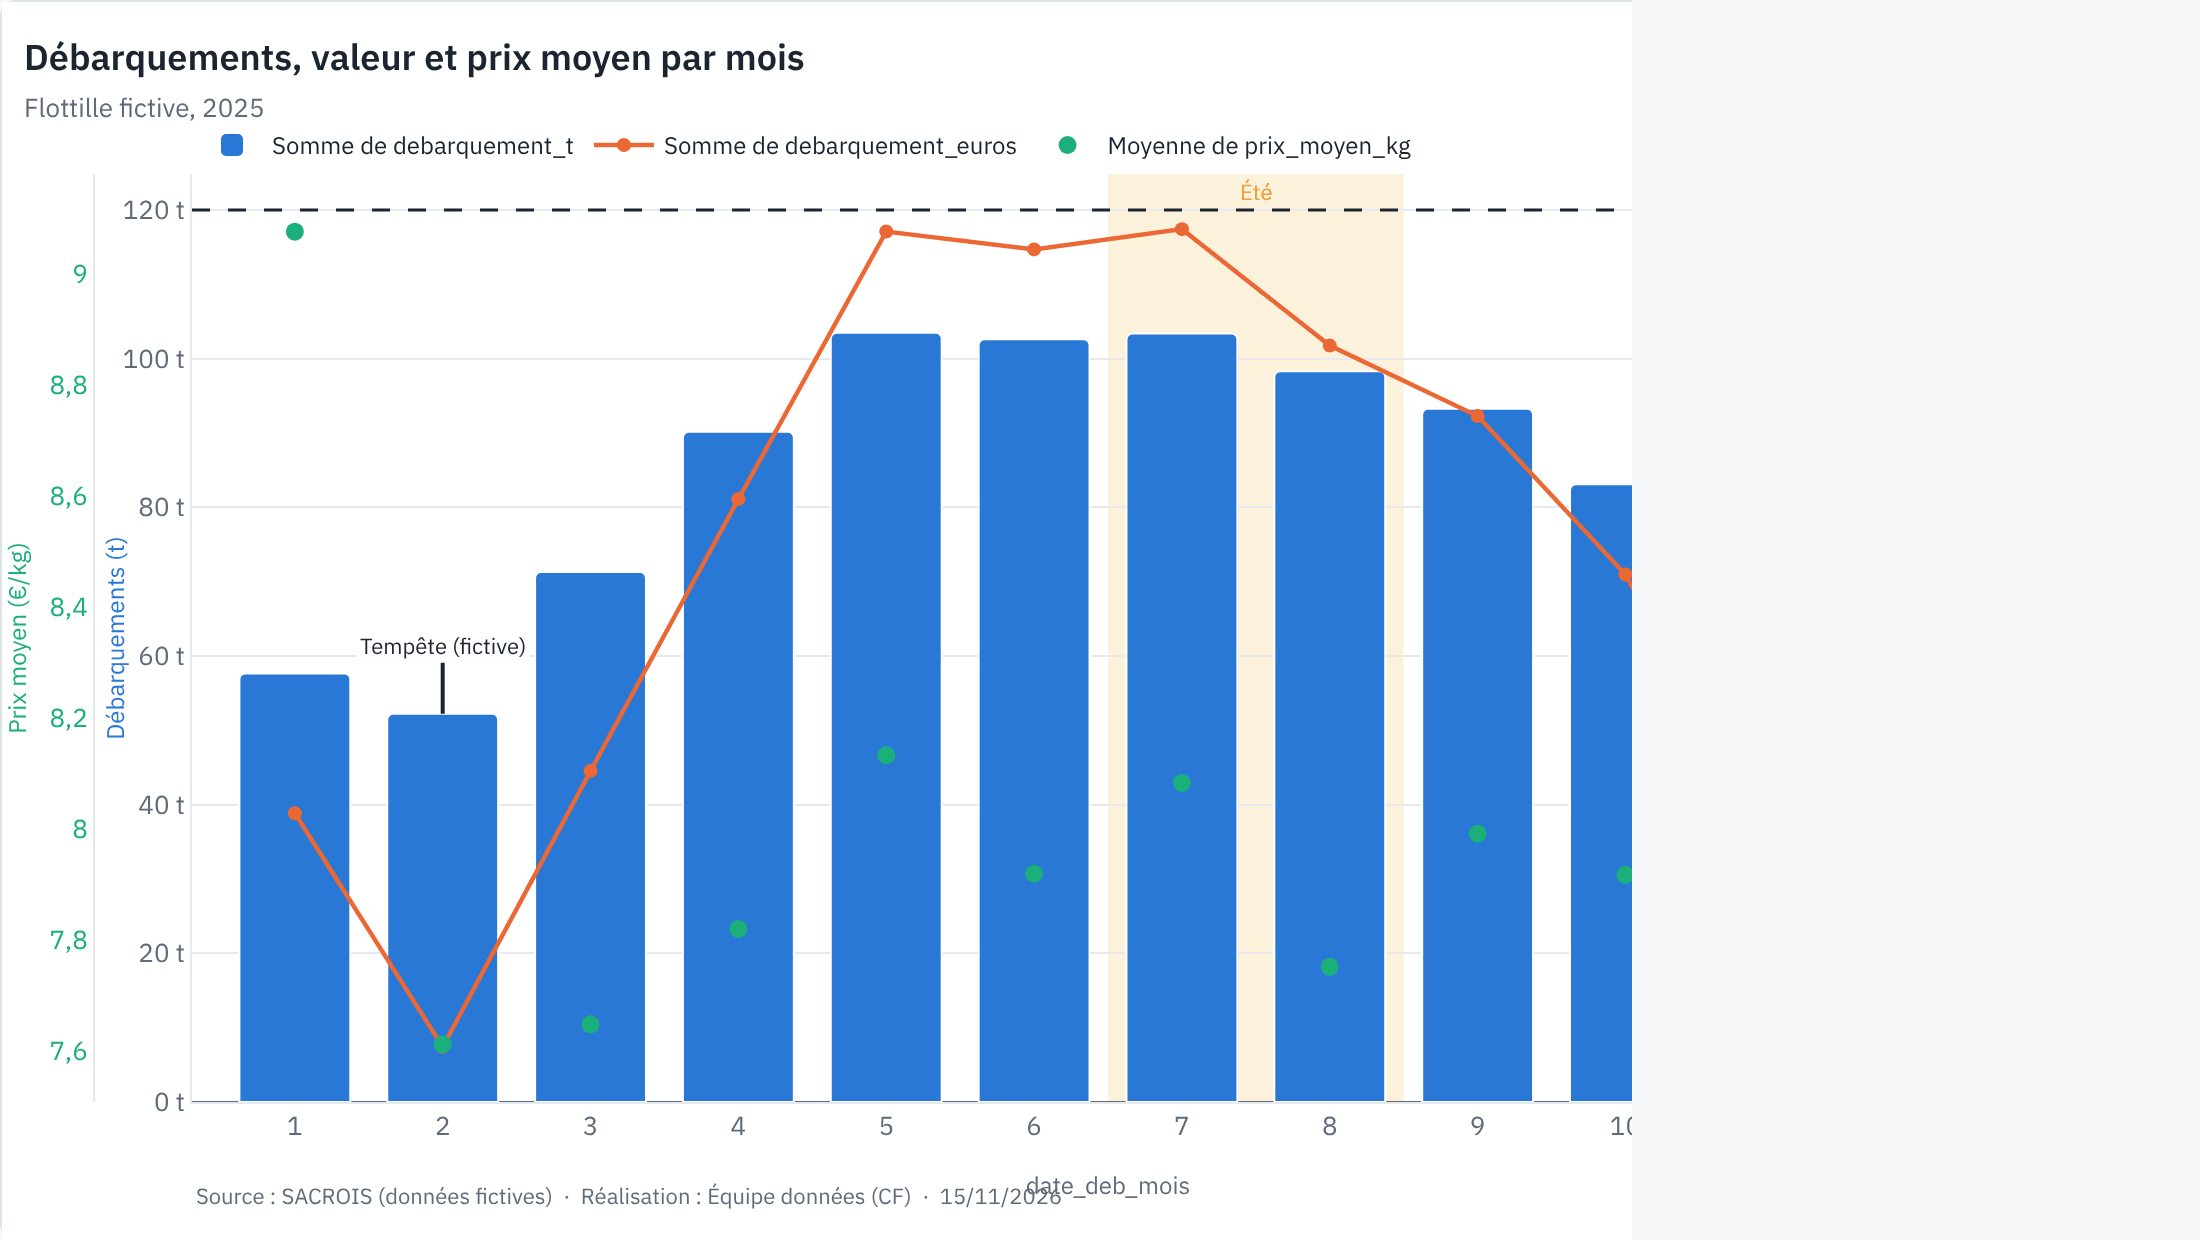 Débarquements, valeur et prix moyen par mois
Flottille fictive, 2025
Somme de debarquement_t
Somme de debarquement_euros
Moyenne de prix_moyen_kg
Été
120 t
100 t
80 t
60 t
40 t
20 t
0 t
9
8,8
8,6
8,4
8,2
8
7,8
7,6
Prix moyen (€/kg)
Débarquements (t)
Tempête (fictive)
1 2 3 4 5 6 7 8 9 10
date_deb_mois
Source : SACROIS (données fictives) · Réalisation : Équipe données (CF) · 15/11/2026